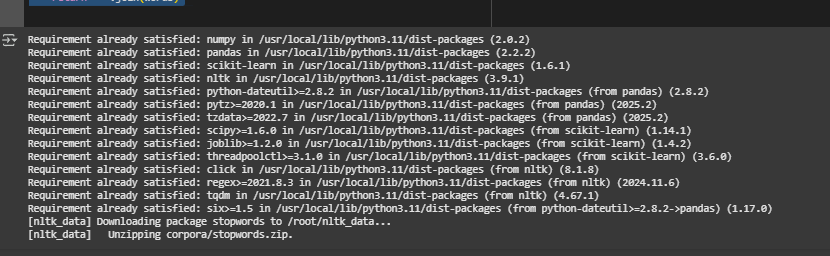 Requirement already satisfied: numpy in /usr/local/lib/python3.11/dist-packages (2.0.2)
Requirement already satisfied: pandas in /usr/local/lib/python3.11/dist-packages (2.2.2)
Requirement already satisfied: scikit-learn in /usr/local/lib/python3.11/dist-packages (1.6.1)
Requirement already satisfied: nltk in /usr/local/lib/python3.11/dist-packages (3.9.1)
Requirement already satisfied: python-dateutil>=2.8.2 in /usr/local/lib/python3.11/dist-packages (from pandas) (2.8.2)
Requirement already satisfied: pytz>=2020.1 in /usr/local/lib/python3.11/dist-packages (from pandas) (2025.2)
Requirement already satisfied: tzdata>=2022.7 in /usr/local/lib/python3.11/dist-packages (from pandas) (2025.2)
Requirement already satisfied: scipy>=1.6.0 in /usr/local/lib/python3.11/dist-packages (from scikit-learn) (1.14.1)
Requirement already satisfied: joblib>=1.2.0 in /usr/local/lib/python3.11/dist-packages (from scikit-learn) (1.4.2)
Requirement already satisfied: threadpoolctl>=3.1.0 in /usr/local/lib/python3.11/dist-packages (from scikit-learn) (3.6.0)
Requirement already satisfied: click in /usr/local/lib/python3.11/dist-packages (from nltk) (8.1.8)
Requirement already satisfied: regex>=2021.8.3 in /usr/local/lib/python3.11/dist-packages (from nltk) (2024.11.6)
Requirement already satisfied: tqdm in /usr/local/lib/python3.11/dist-packages (from nltk) (4.67.1)
Requirement already satisfied: six>=1.5 in /usr/local/lib/python3.11/dist-packages (from python-dateutil>=2.8.2->pandas) (1.17.0)
[nltk_data] Downloading package stopwords to /root/nltk_data...
[nltk_data]   Unzipping corpora/stopwords.zip.